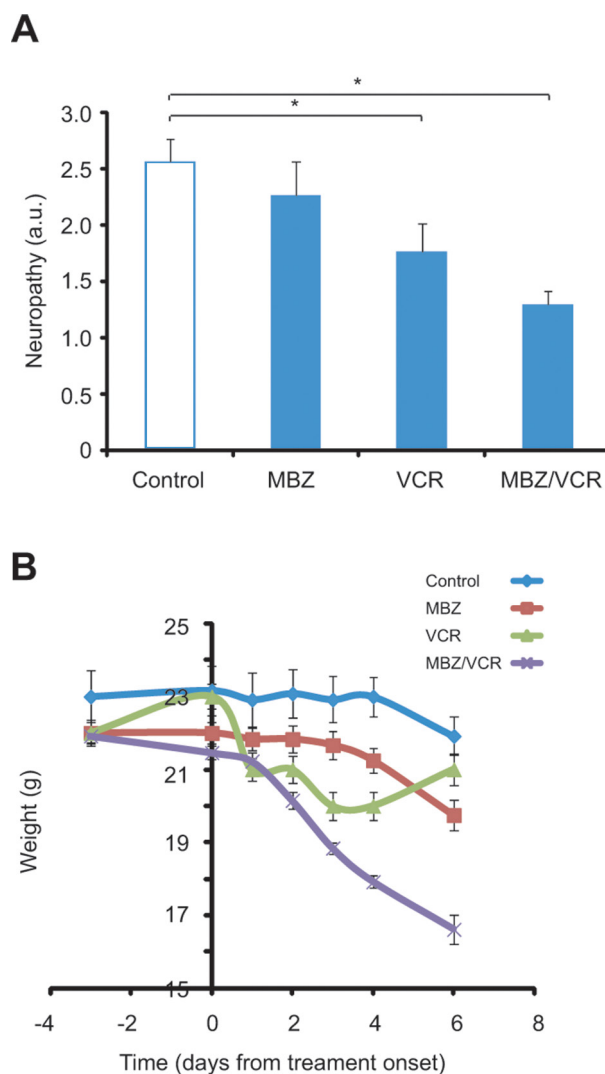 A
*
*
3.0
2.5
2.0
1.5
1.0
0.5
0
Neuropathy (a.u.)
Control MBZ VCR MBZ/VCR
B
Control
MBZ
VCR
MBZ/VCR
25
23
21
19
17
15
Weight (g)
-4 -2 0 2 4 6 8
Time (days from treament onset)